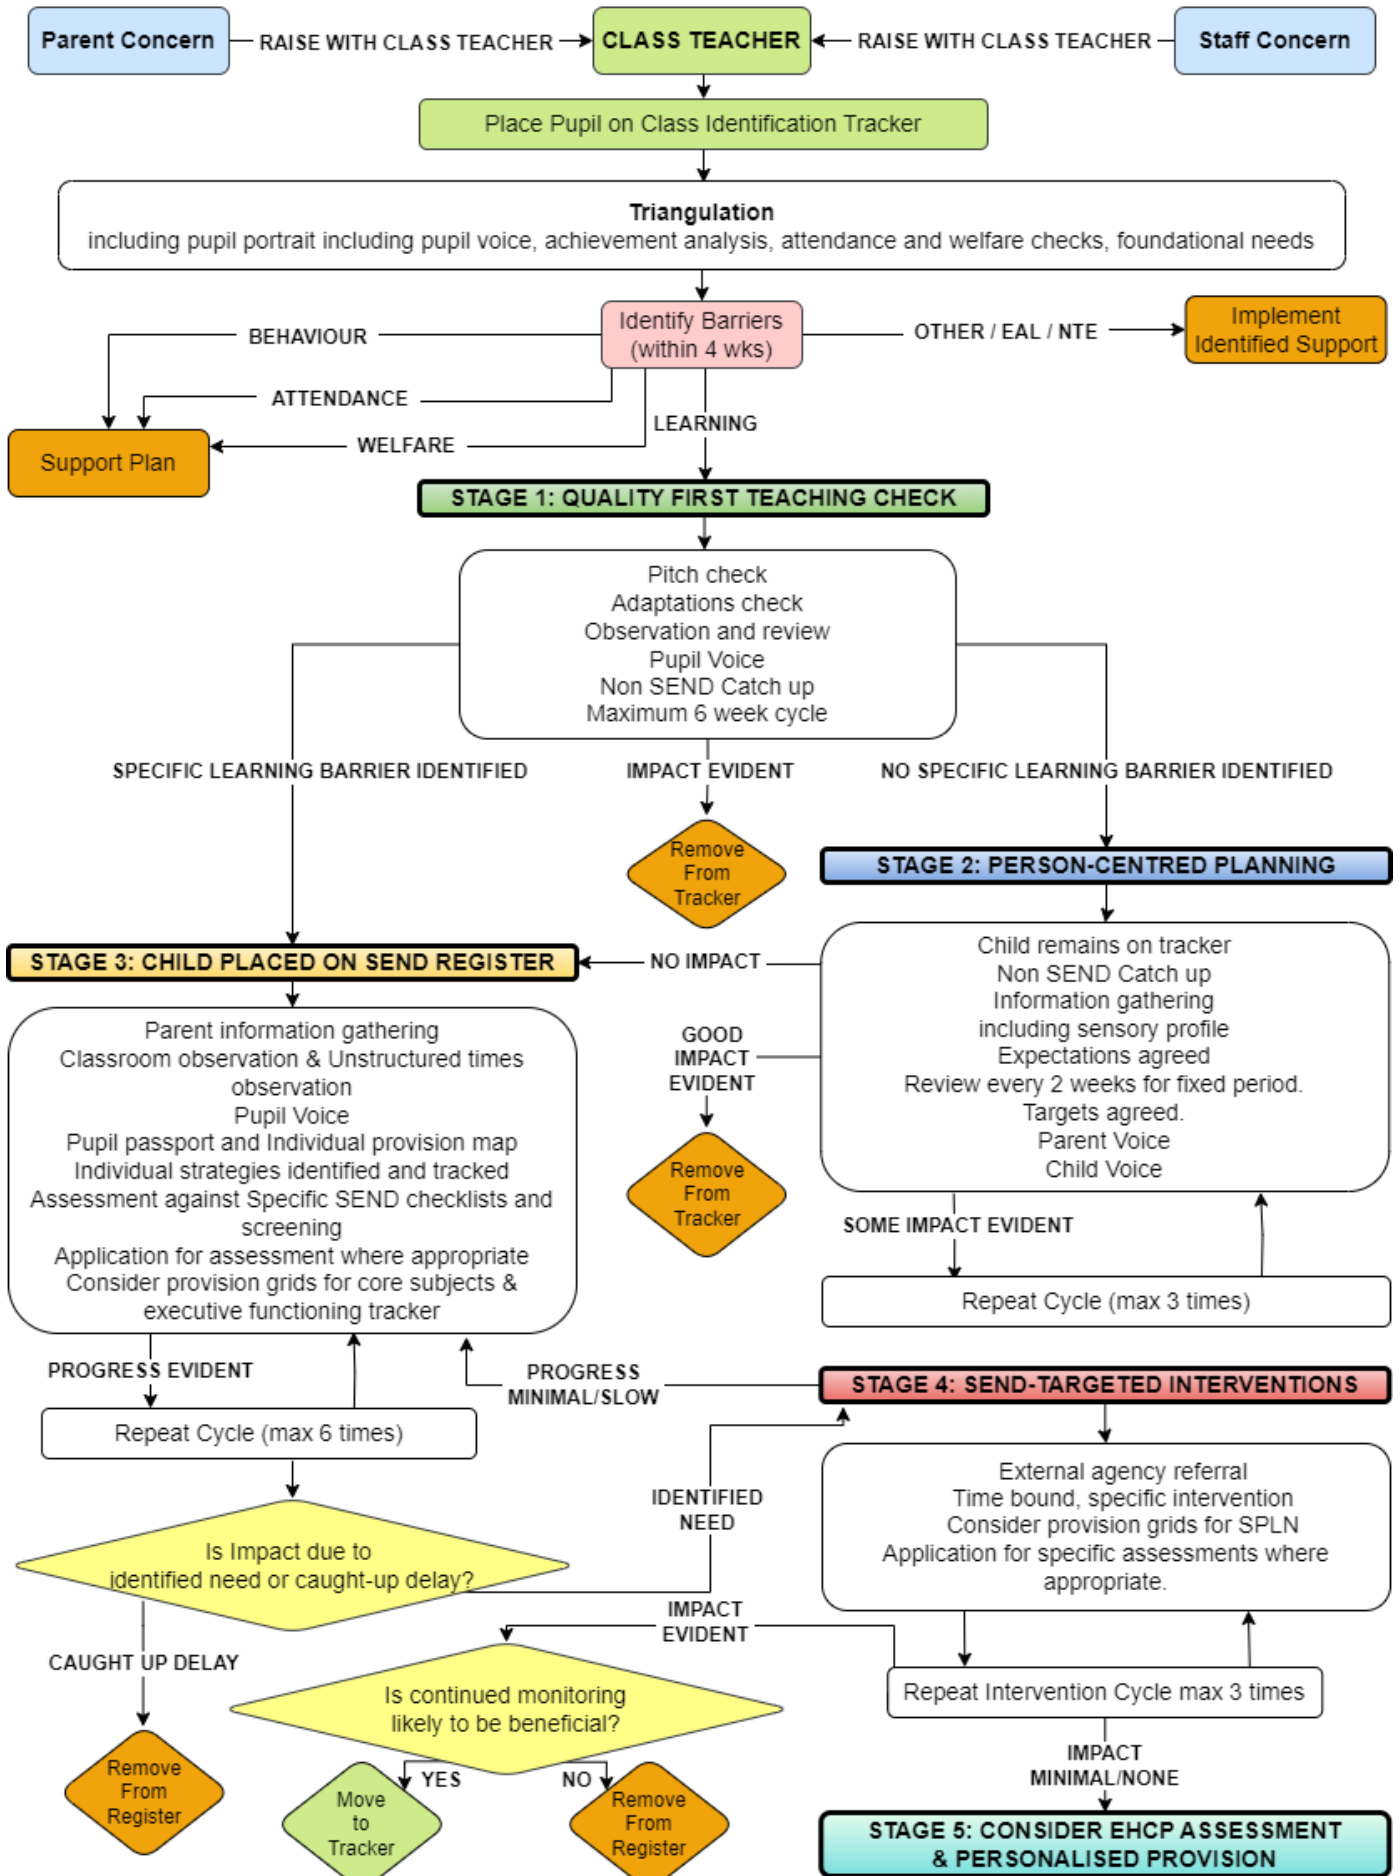 Parent Concern
RAISE WITH CLASS TEACHER
CLASS TEACHER
RAISE WITH CLASS TEACHER
Staff Concern
Place Pupil on Class Identification Tracker
Triangulation
including pupil portrait including pupil voice, achievement analysis, attendance and welfare checks, foundational needs
Identify Barriers
(within 4 wks)
BEHAVIOUR
OTHER / EAL / NTE
Implement
Identified Support
ATTENDANCE
LEARNING
WELFARE
Support Plan
STAGE 1: QUALITY FIRST TEACHING CHECK
Pitch check
Adaptations check
Observation and review
Pupil Voice
Non SEND Catch up
Maximum 6 week cycle
SPECIFIC LEARNING BARRIER IDENTIFIED
IMPACT EVIDENT
NO SPECIFIC LEARNING BARRIER IDENTIFIED
Remove
From
Tracker
STAGE 2: PERSON-CENTRED PLANNING
Child remains on tracker
Non SEND Catch up
Information gathering
including sensory profile
Expectations agreed
Review every 2 weeks for fixed period.
Targets agreed.
Parent Voice
Child Voice
NO IMPACT
GOOD
IMPACT
EVIDENT
Remove
From
Tracker
SOME IMPACT EVIDENT
Repeat Cycle (max 3 times)
STAGE 3: CHILD PLACED ON SEND REGISTER
Parent information gathering
Classroom observation & Unstructured times
observation
Pupil Voice
Pupil passport and Individual provision map
Individual strategies identified and tracked
Assessment against Specific SEND checklists and
screening
Application for assessment where appropriate
Consider provision grids for core subjects &
executive functioning tracker
PROGRESS EVIDENT
Repeat Cycle (max 6 times)
PROGRESS
MINIMAL/SLOW
STAGE 4: SEND-TARGETED INTERVENTIONS
External agency referral
Time bound, specific intervention
Consider provision grids for SPLN
Application for specific assessments where
appropriate.
IDENTIFIED
NEED
Is Impact due to
identified need or caught-up delay?
CAUGHT UP DELAY
Remove
From
Register
IMPACT
EVIDENT
Repeat Intervention Cycle max 3 times
Is continued monitoring
likely to be beneficial?
YES
NO
Move
to
Tracker
Remove
From
Register
IMPACT
MINIMAL/NONE
STAGE 5: CONSIDER EHCP ASSESSMENT
& PERSONALISED PROVISION